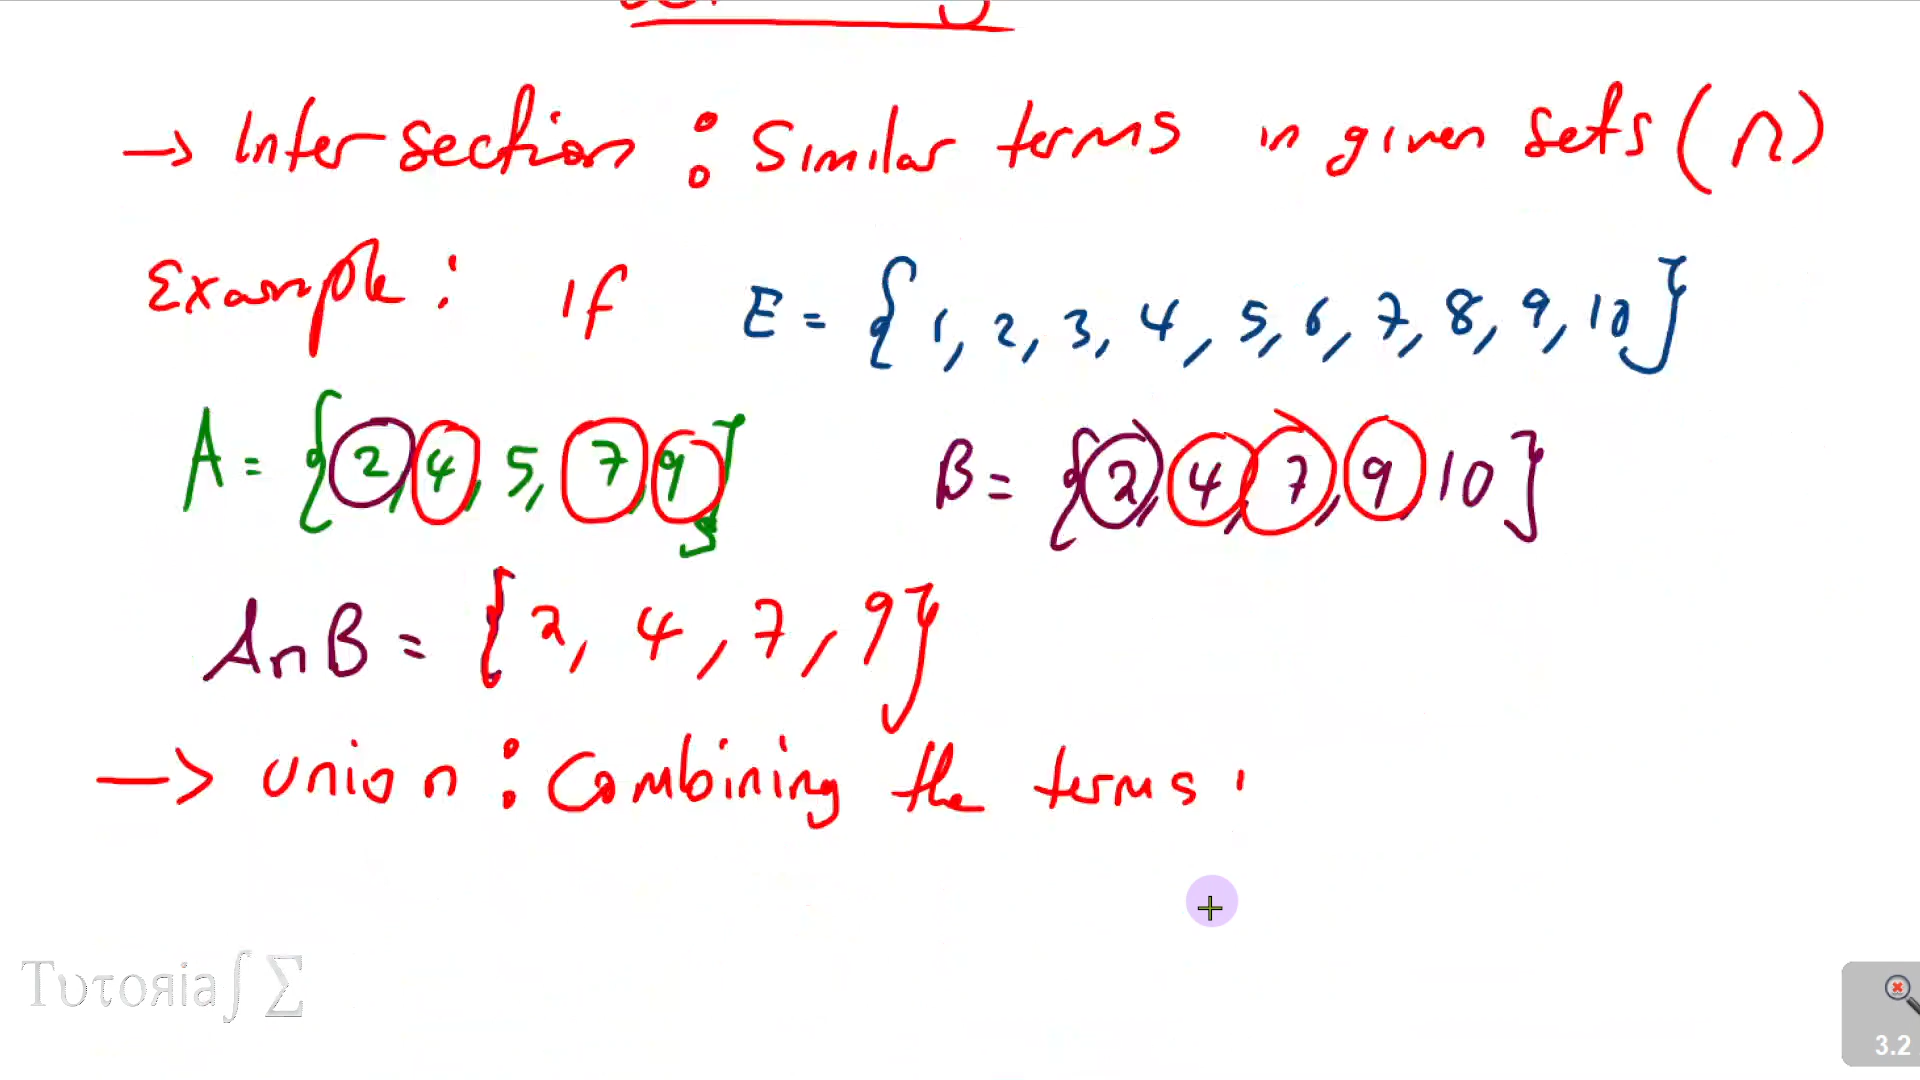 → Intersection : Similar terms in given sets (∩)
Example : If E = {1, 2, 3, 4, 5, 6, 7, 8, 9, 10}
A = {2, 4, 5, 7, 9} B = {2, 4, 7, 9, 10}
A∩B = {2, 4, 7, 9}
→ Union : Combining the terms
Tυτoяia∫ ∑
3.2